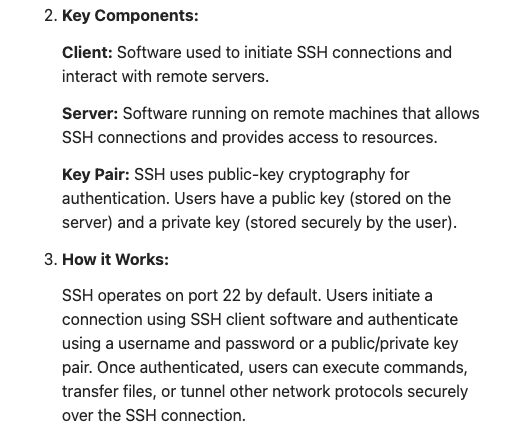 2. Key Components:
Client: Software used to initiate SSH connections and
interact with remote servers.
Server: Software running on remote machines that allows
SSH connections and provides access to resources.
Key Pair: SSH uses public-key cryptography for
authentication. Users have a public key (stored on the
server) and a private key (stored securely by the user).
3. How it Works:
SSH operates on port 22 by default. Users initiate a
connection using SSH client software and authenticate
using a username and password or a public/private key
pair. Once authenticated, users can execute commands,
transfer files, or tunnel other network protocols securely
over the SSH connection.